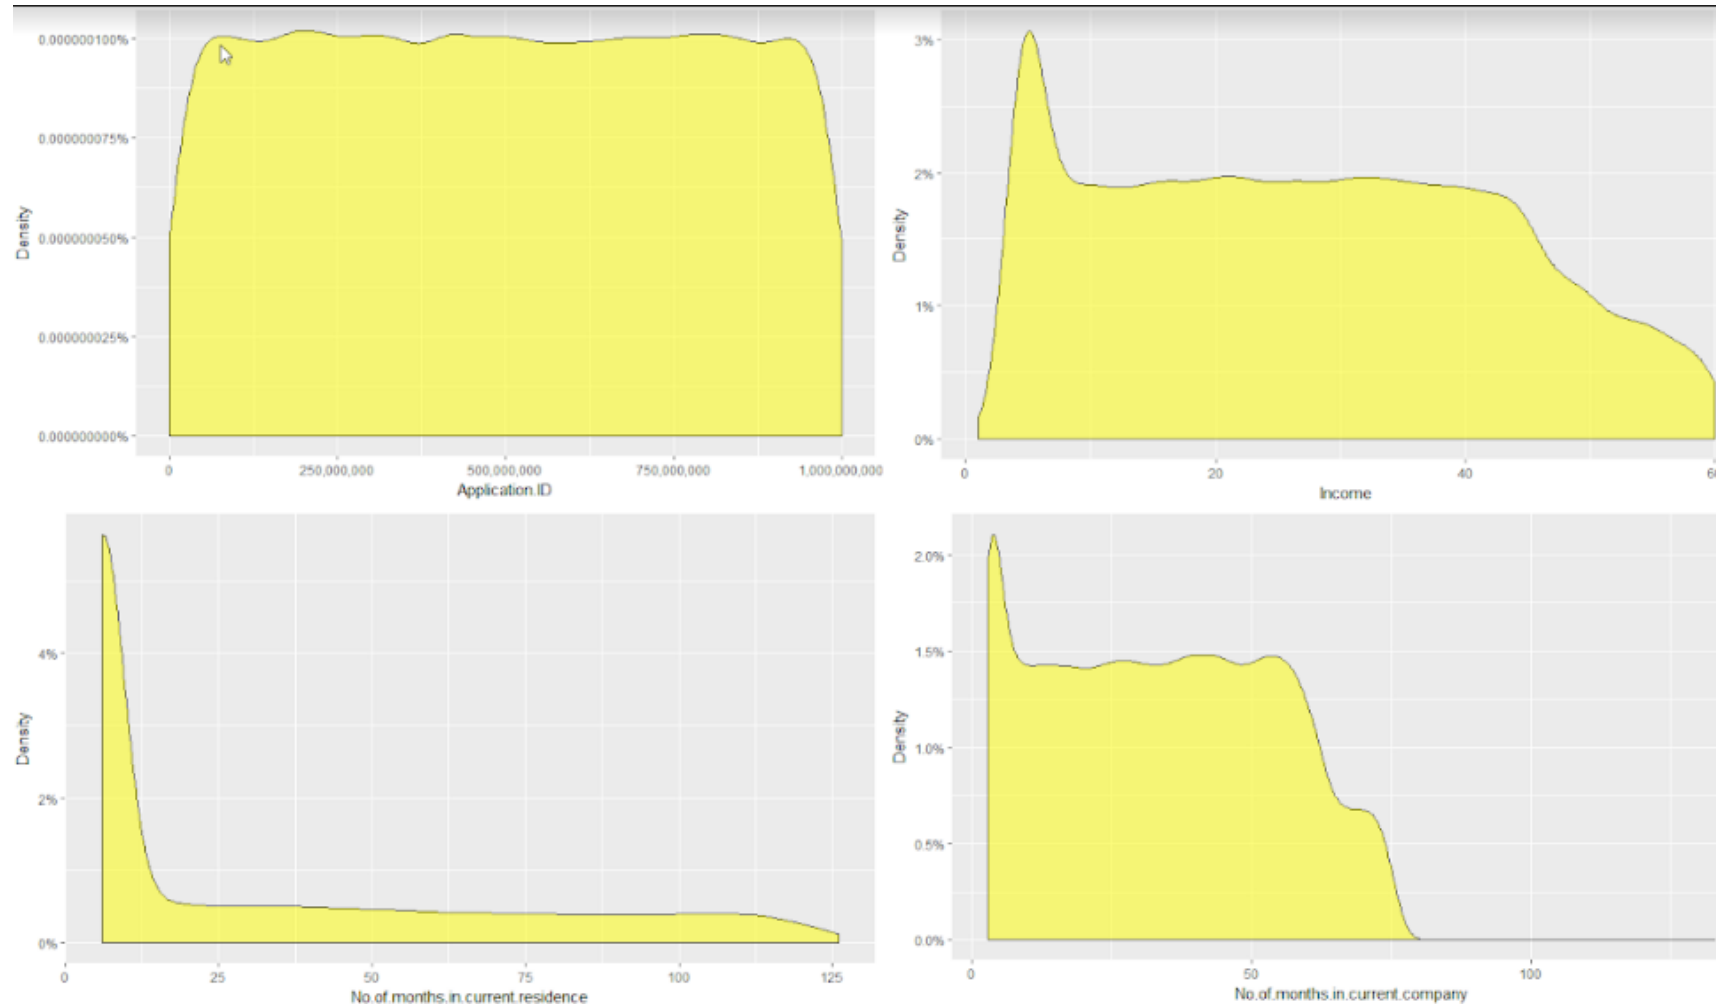 0.000000100%
0.000000075%
0.000000050%
0.000000025%
0.000000000%
Density
0 250,000,000 500,000,000 750,000,000 1,000,000,000
Application.ID
3%
2%
1%
0%
Density
0 20 40
Income
4%
2%
0%
Density
0 25 50 75 100 125
No.of.months.in.current.residence
2.0%
1.5%
1.0%
0.5%
0.0%
Density
0 50 100
No.of.months.in.current.company